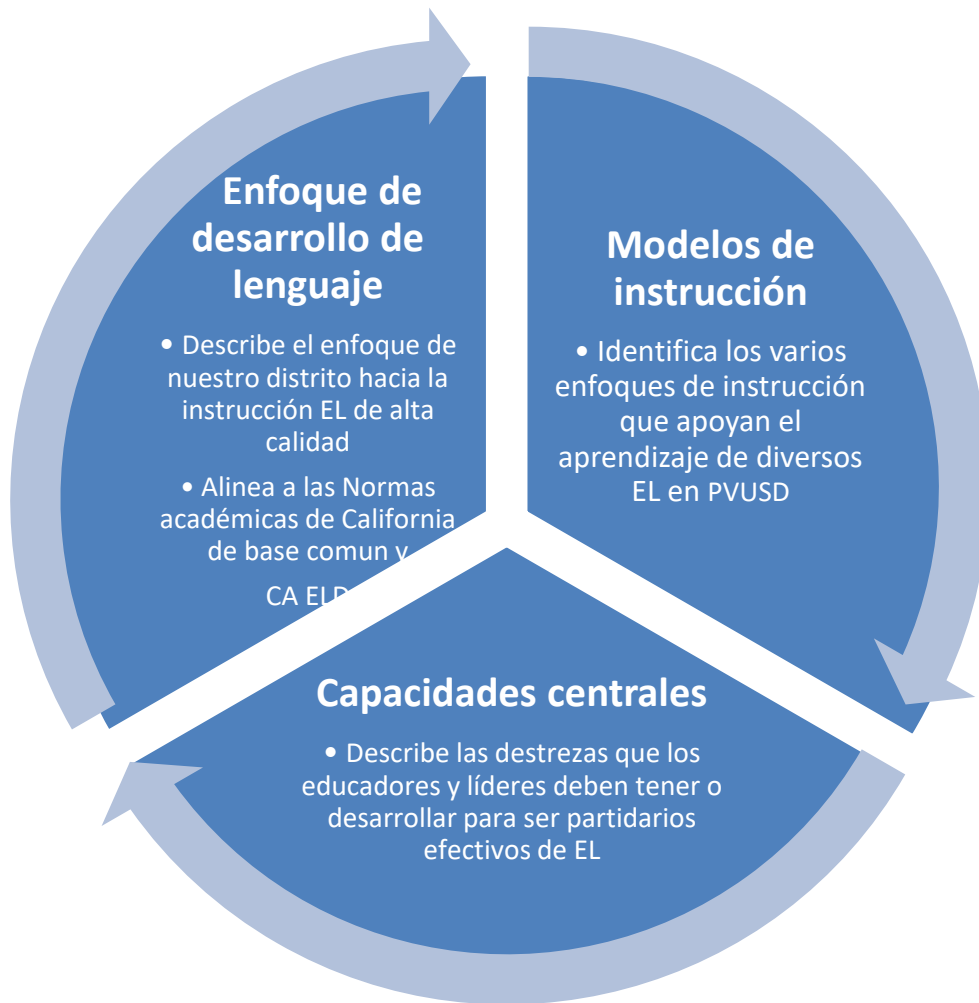 Enfoque de
desarrollo de
lenguaje
• Describe el enfoque de
nuestro distrito hacia la
instrucción EL de alta
calidad
• Alinea a las Normas
académicas de California
de base comun y
CA ELD
Modelos de
instrucción
• Identifica los varios
enfoques de instrucción
que apoyan el
aprendizaje de diversos
EL en PVUSD
Capacidades centrales
• Describe las destrezas que los
educadores y líderes deben tener o
desarrollar para ser partidarios
efectivos de EL